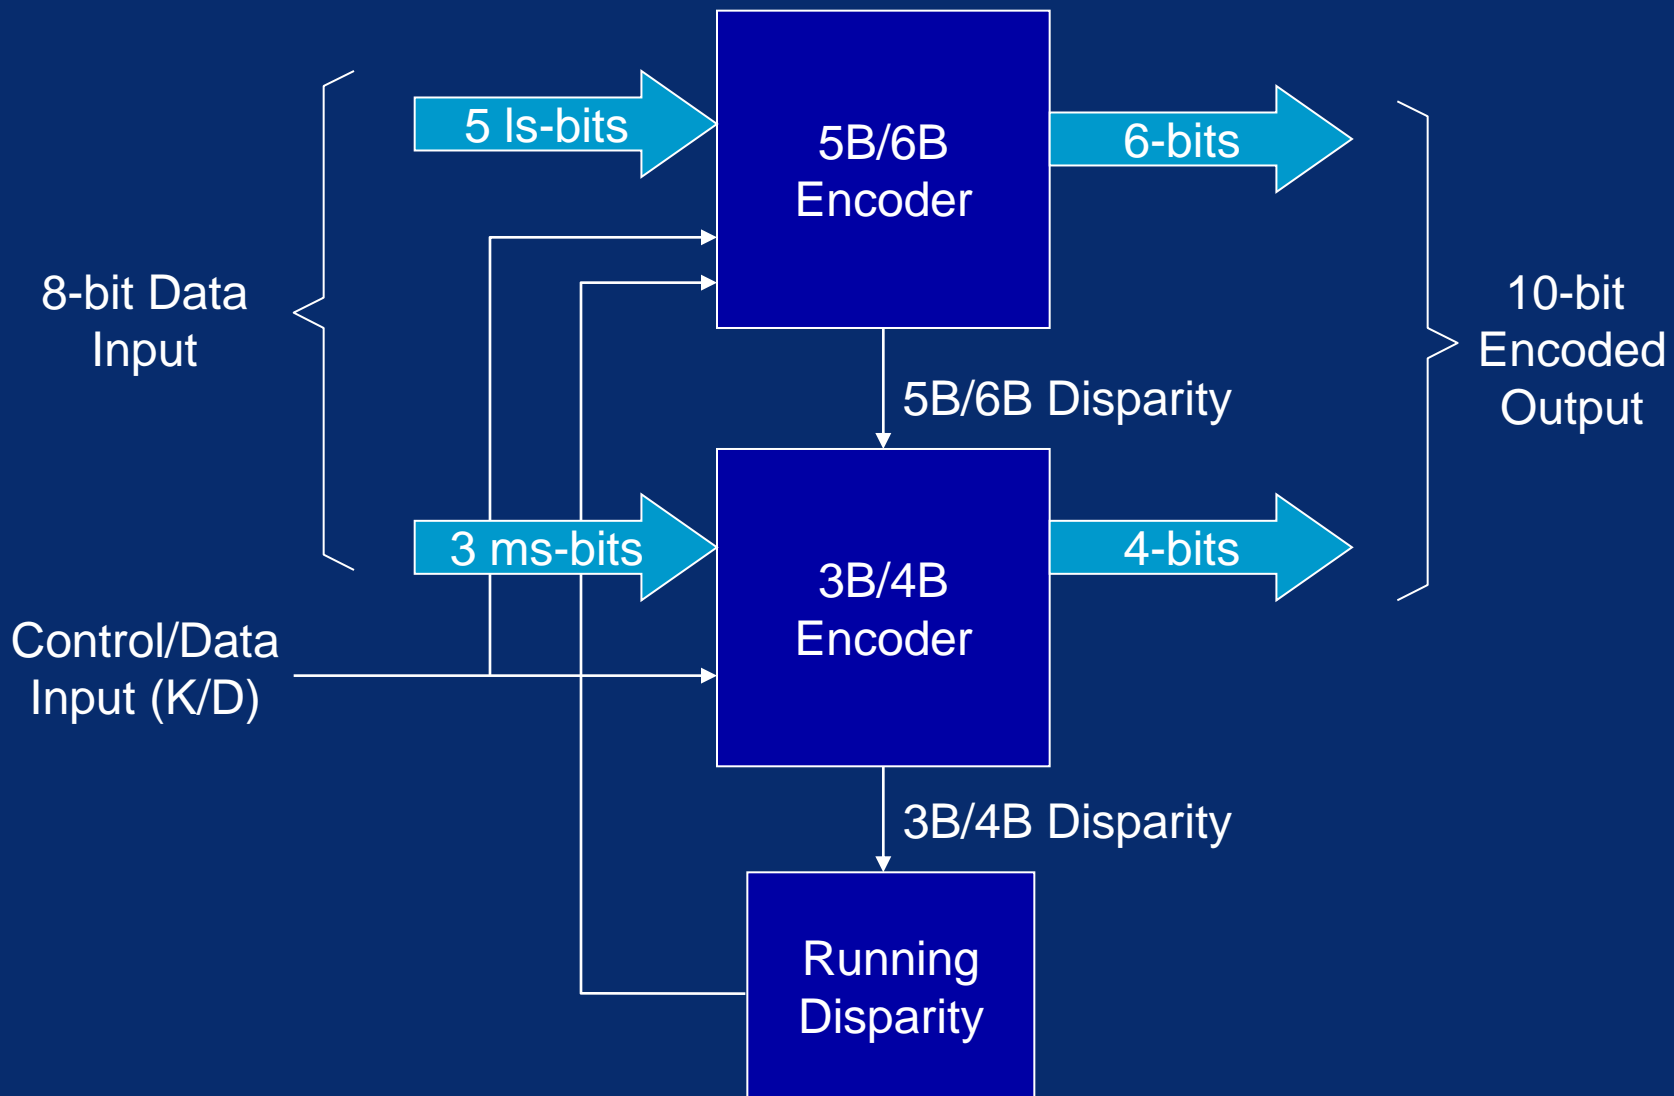 5 ls-bits
5B/6B
Encoder
6-bits
8-bit Data
Input
10-bit
Encoded
Output
5B/6B Disparity
3 ms-bits
3B/4B
Encoder
4-bits
Control/Data
Input (K/D)
3B/4B Disparity
Running
Disparity